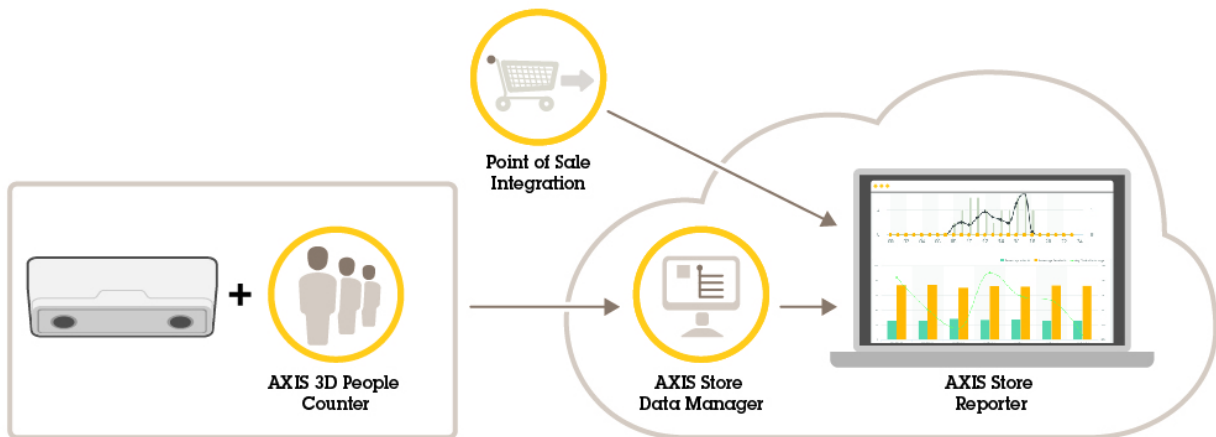 Point of Sale
Integration
AXIS 3D People
Counter
AXIS Store
Data Manager
AXIS Store
Reporter